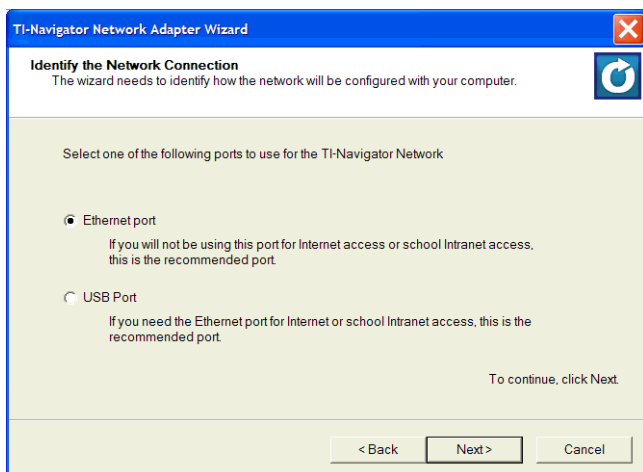 TI-Navigator Network Adapter Wizard
Identify the Network Connection
The wizard needs to identify how the network will be configured with your computer.
Select one of the following ports to use for the TI-Navigator Network
Ethernet port
If you will not be using this port for Internet access or school Intranet access,
this is the recommended port.
USB Port
If you need the Ethernet port for Internet or school Intranet access, this is the
recommended port.
To continue, click Next.
< Back
Next >
Cancel